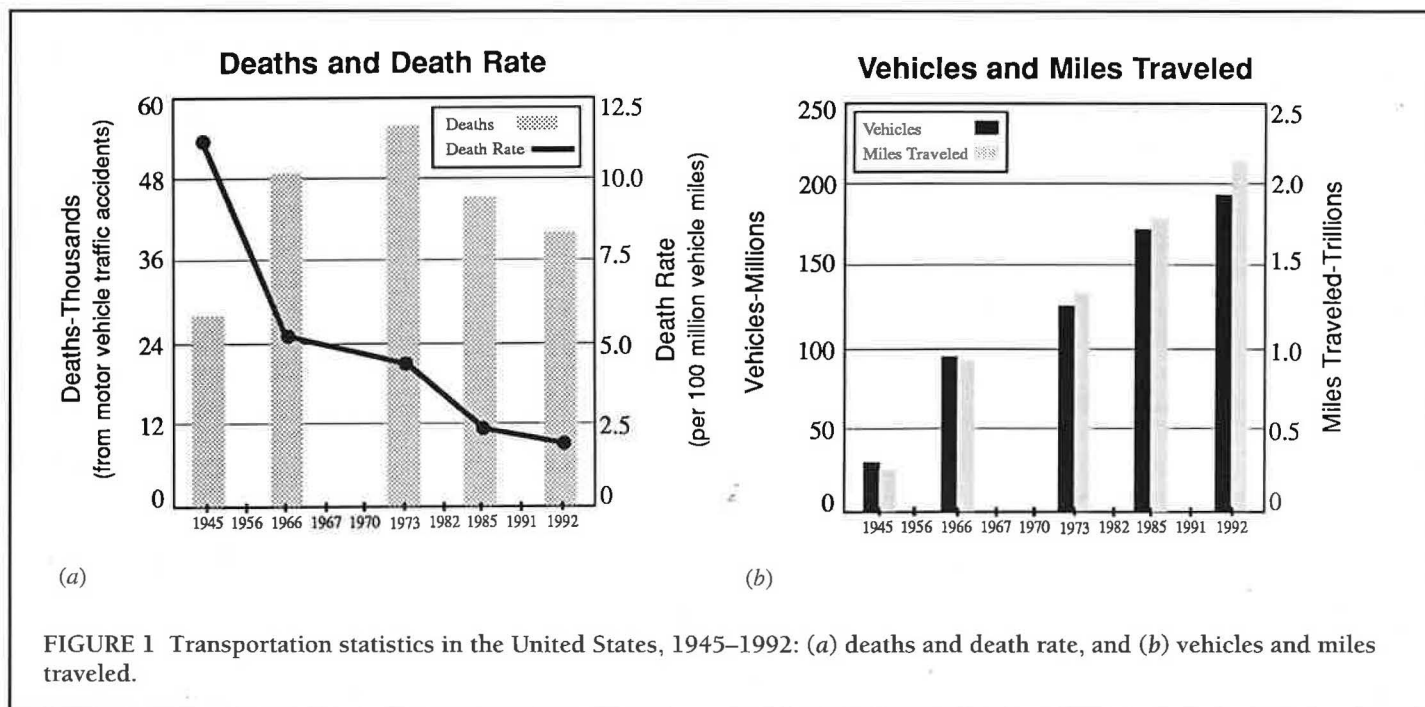 Deaths and Death Rate
60
48
36
24
12
0
Deaths-Thousands
(from motor vehicle traffic accidents)
Deaths
Death Rate
12.5
10.0
7.5
5.0
2.5
0
Death Rate
(per 100 million vehicle miles)
1945 1956 1966 1967 1970 1973 1982 1985 1991 1992
(a)
Vehicles and Miles Traveled
250
200
150
100
50
0
Vehicles-Millions
Vehicles
Miles Traveled
2.5
2.0
1.5
1.0
0.5
0
Miles Traveled-Trillions
1945 1956 1966 1967 1970 1973 1982 1985 1991 1992
(b)
FIGURE 1 Transportation statistics in the United States, 1945–1992: (a) deaths and death rate, and (b) vehicles and miles
traveled.